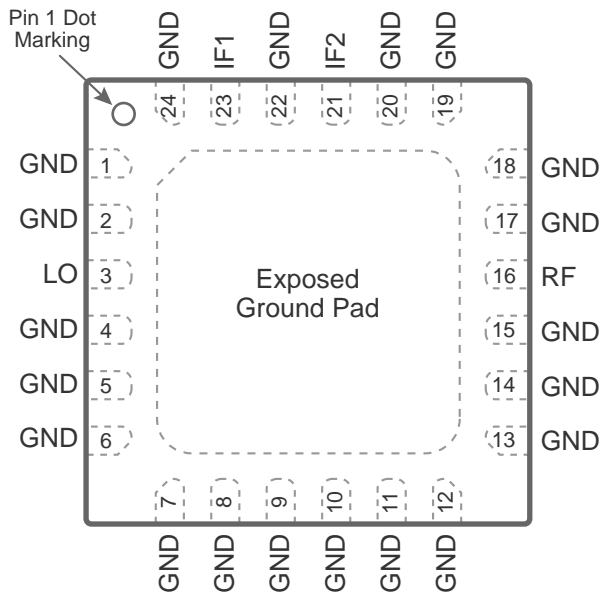 Pin 1 Dot
Marking
GND IF1 GND IF2 GND GND
24 23 22 21 20 19
GND 1 18 GND
GND 2 17 GND
LO 3 16 RF
GND 4 15 GND
GND 5 14 GND
GND 6 13 GND
Exposed
Ground Pad
7 8 9 10 11 12
GND GND GND GND GND GND